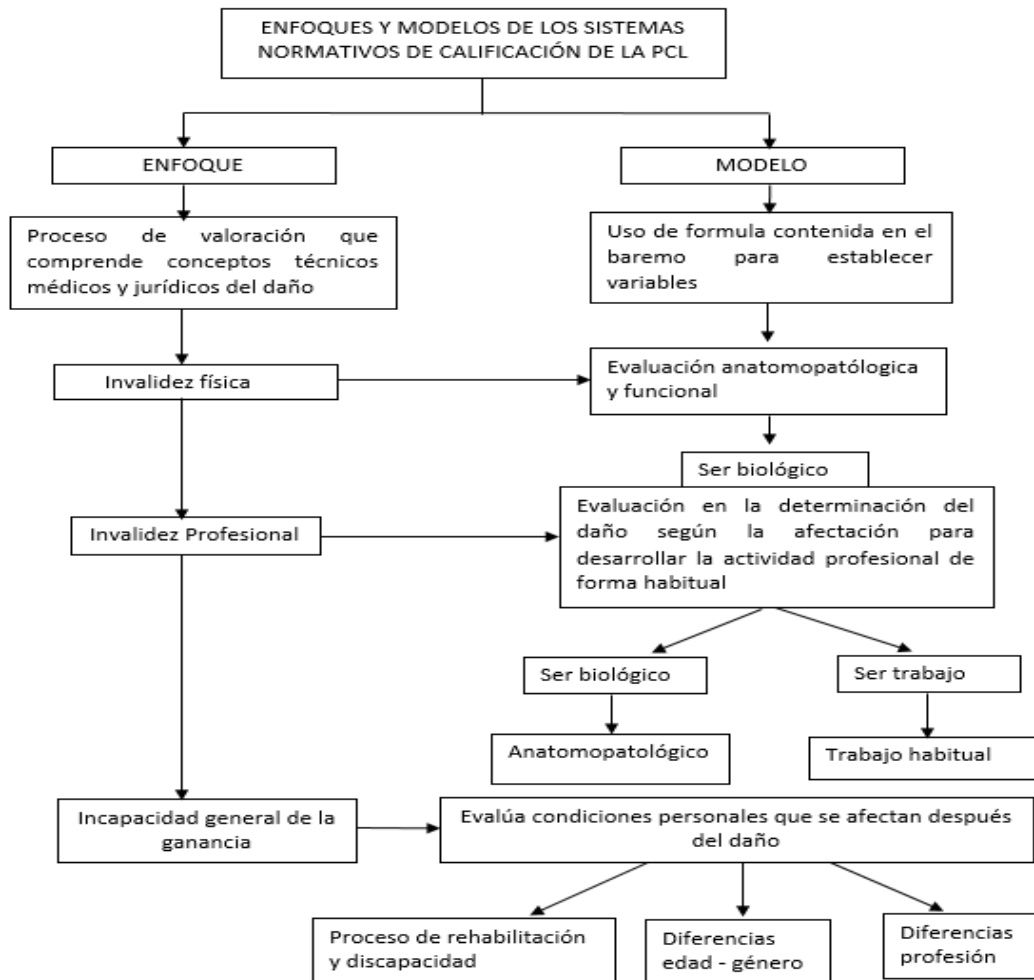 ENFOQUES Y MODELOS DE LOS SISTEMAS
NORMATIVOS DE CALIFICACIÓN DE LA PCL
ENFOQUE
MODELO
Proceso de valoración que
comprende conceptos técnicos
médicos y jurídicos del daño
Uso de formula contenida en el
baremo para establecer
variables
Invalidez física
Evaluación anatomopatólogica
y funcional
Ser biológico
Invalidez Profesional
Evaluación en la determinación del
daño según la afectación para
desarrollar la actividad profesional de
forma habitual
Ser biológico
Ser trabajo
Anatomopatológico
Trabajo habitual
Incapacidad general de la
ganancia
Evalúa condiciones personales que se afectan después
del daño
Proceso de rehabilitación
y discapacidad
Diferencias
edad - género
Diferencias
profesión